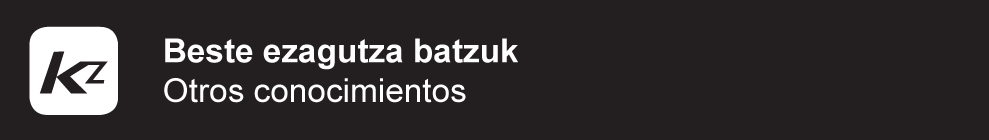 KZ
Beste ezagutza batzuk
Otros conocimientos